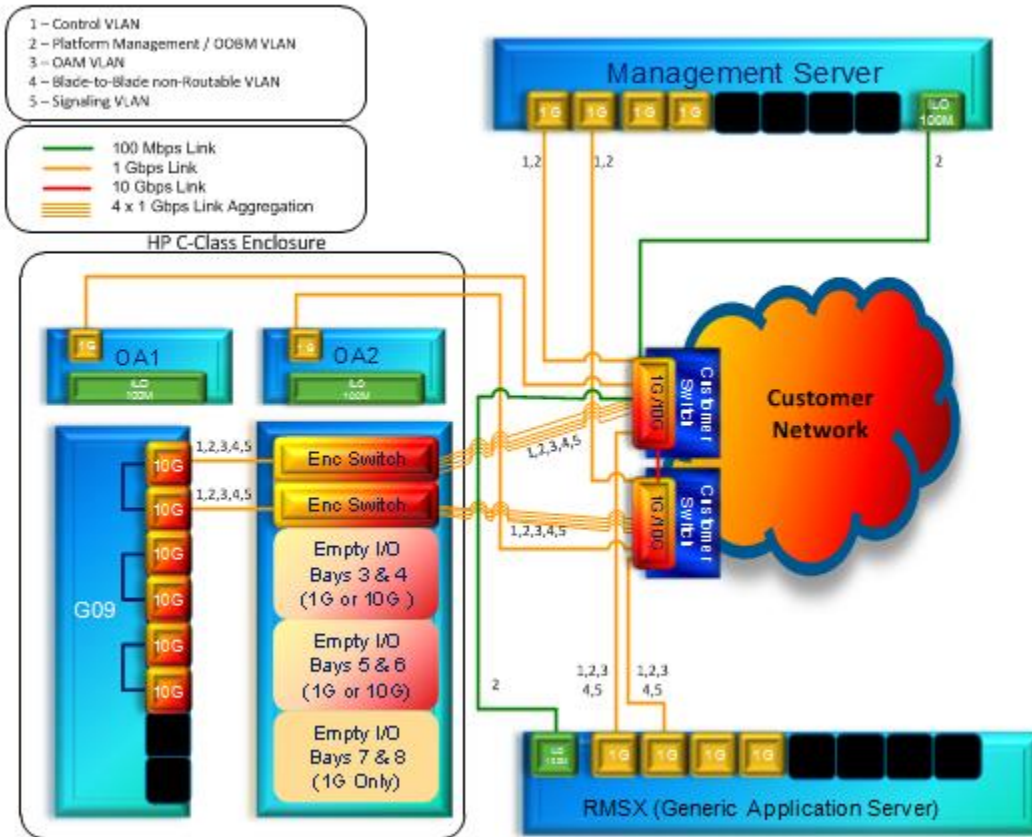 1 – Control VLAN
2 – Platform Management / OOBM VLAN
3 – OAM VLAN
4 – Blade-to-Blade non-Routable VLAN
5 – Signaling VLAN
100 Mbps Link
1 Gbps Link
10 Gbps Link
4 x 1 Gbps Link Aggregation
Management Server
1G
1G
1G
1G
ILO
100M
1,2
1,2
2
HP C-Class Enclosure
1G
OA1
ILO
100M
1G
OA2
ILO
100M
G09
10G
10G
10G
10G
10G
10G
1,2,3,4,5
1,2,3,4,5
Enc Switch
Enc Switch
Empty I/O
Bays 3 & 4
(1G or 10G )
Empty I/O
Bays 5 & 6
(1G or 10G)
Empty I/O
Bays 7 & 8
(1G Only)
1,2,3,4,5
1,2,3,4,5
1G/10G
Customer
Switch
1G/10G
Customer
Switch
Customer
Network
2
1,2,3
4,5
1,2,3
4,5
ILO
100M
1G
1G
1G
1G
RMSX (Generic Application Server)